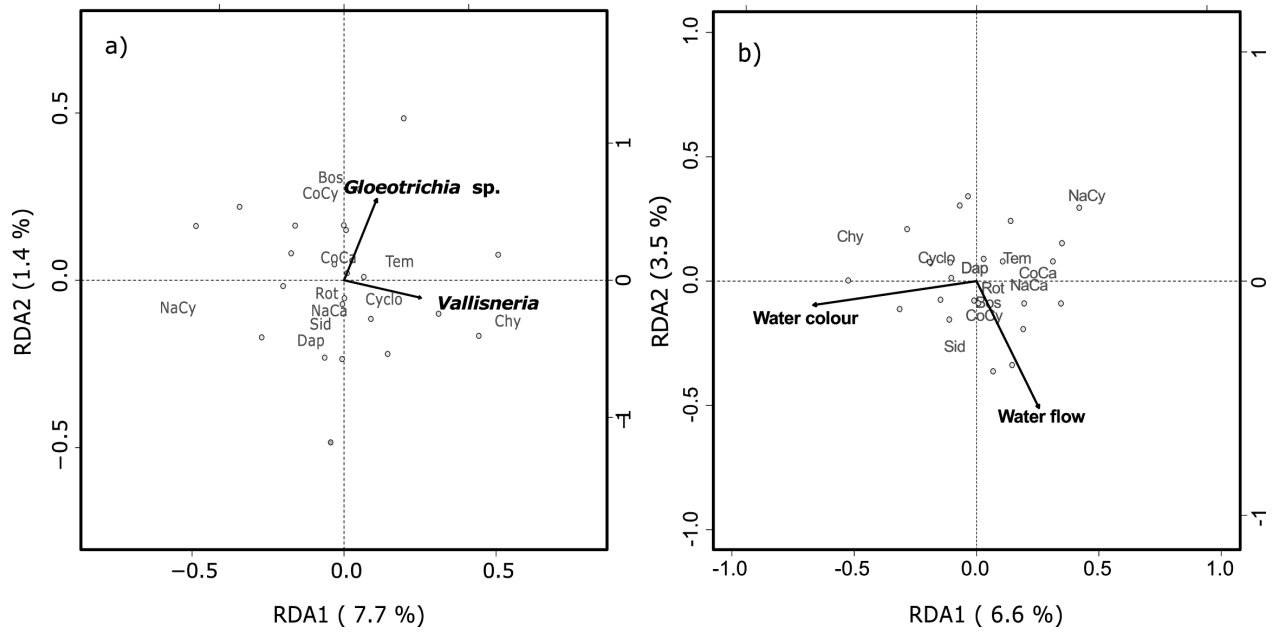 a)
0.5
0.0
−0.5
RDA2 (1.4 %)
1
0
−1
Bos
CoCy
Gloeotrichia sp.
CoCa
Tem
Rot
Cyclo
Vallisneria
NaCy
NaCa
Chy
Sid
Dap
−0.5
0.0
0.5
RDA1 ( 7.7 %)
b)
1.0
0.5
0.0
-0.5
-1.0
RDA2 (3.5 %)
1
0
-1
NaCy
Chy
Cyclo
Tem
Dap
CoCa
Rot
NaCa
Bos
Water colour
CoCy
Sid
Water flow
-1.0
-0.5
0.0
0.5
1.0
RDA1 ( 6.6 %)